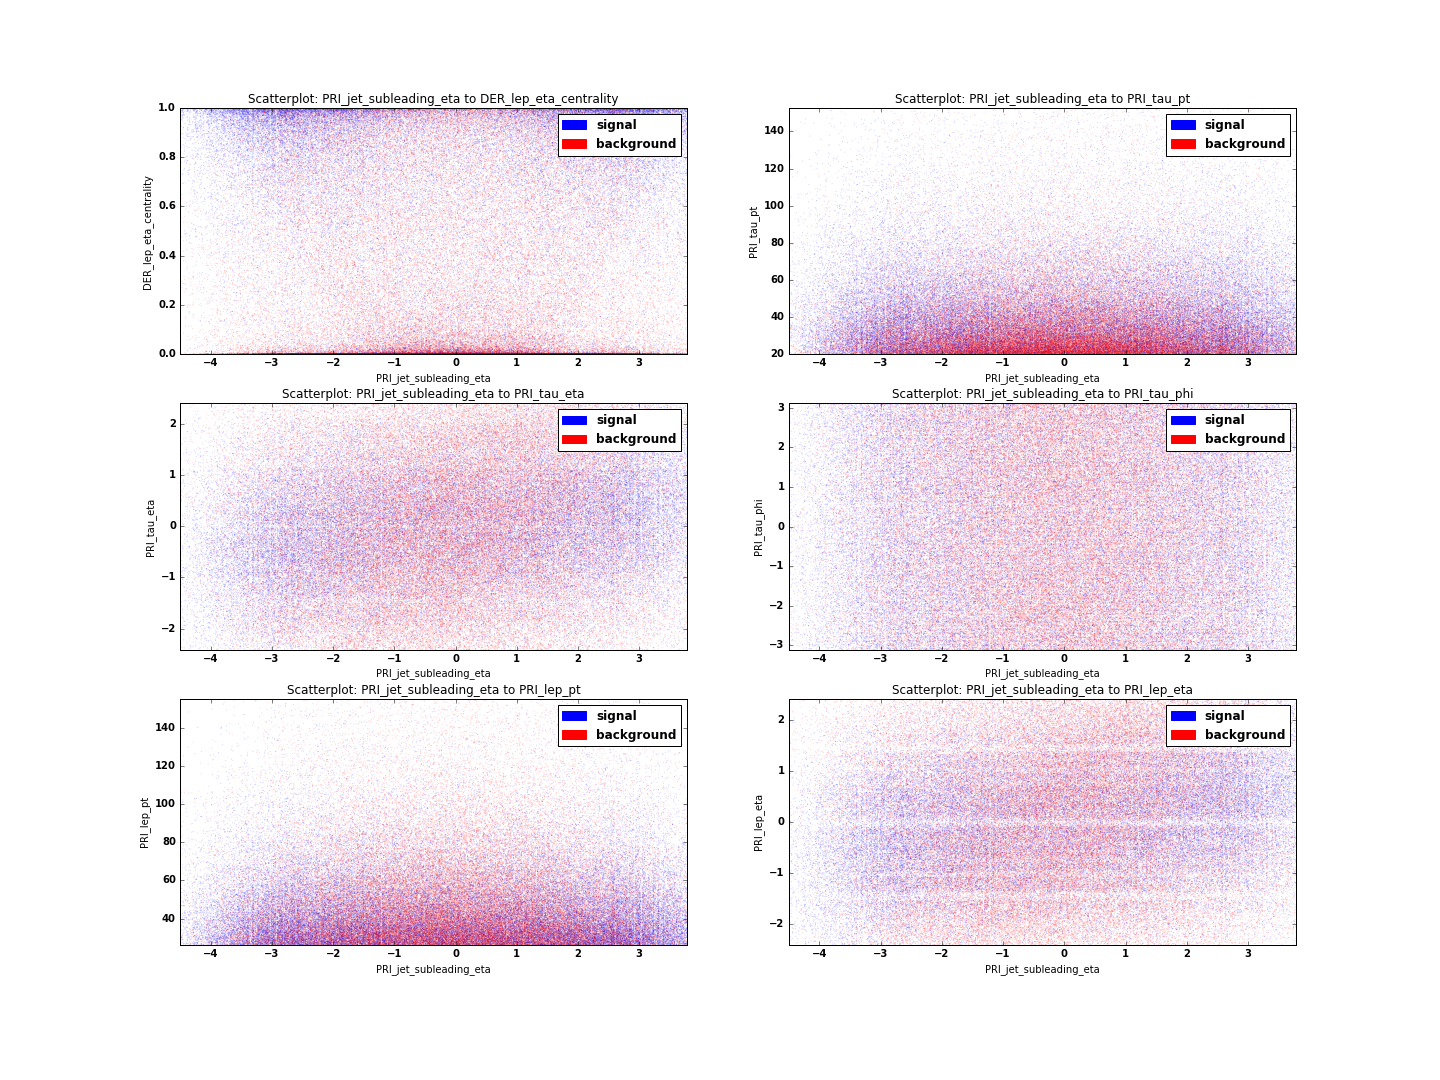 Scatterplot: PRI_jet_subleading_eta to DER_lep_eta_centrality
signal
background
DER_lep_eta_centrality
1.0
0.8
0.6
0.4
0.2
0.0
−4 −3 −2 −1 0 1 2 3
PRI_jet_subleading_eta
Scatterplot: PRI_jet_subleading_eta to PRI_tau_pt
signal
background
PRI_tau_pt
140
120
100
80
60
40
20
−4 −3 −2 −1 0 1 2 3
PRI_jet_subleading_eta
Scatterplot: PRI_jet_subleading_eta to PRI_tau_eta
signal
background
PRI_tau_eta
2
1
0
−1
−2
−4 −3 −2 −1 0 1 2 3
PRI_jet_subleading_eta
Scatterplot: PRI_jet_subleading_eta to PRI_tau_phi
signal
background
PRI_tau_phi
3
2
1
0
−1
−2
−3
−4 −3 −2 −1 0 1 2 3
PRI_jet_subleading_eta
Scatterplot: PRI_jet_subleading_eta to PRI_lep_pt
signal
background
PRI_lep_pt
140
120
100
80
60
40
−4 −3 −2 −1 0 1 2 3
PRI_jet_subleading_eta
Scatterplot: PRI_jet_subleading_eta to PRI_lep_eta
signal
background
PRI_lep_eta
2
1
0
−1
−2
−4 −3 −2 −1 0 1 2 3
PRI_jet_subleading_eta